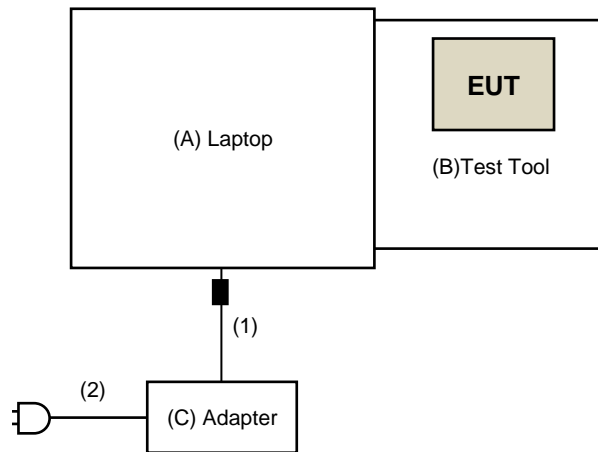 EUT
(A) Laptop
(B)Test Tool
(1)
(2)
(C) Adapter